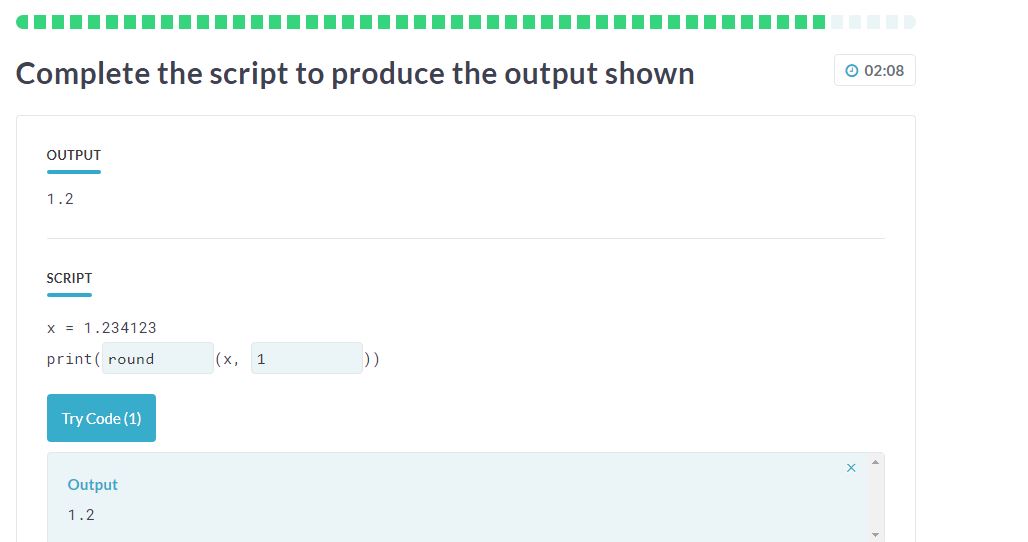 Complete the script to produce the output shown
02:08
OUTPUT
1.2
SCRIPT
x = 1.234123
print(round(x, 1))
Try Code (1)
Output
×
1.2